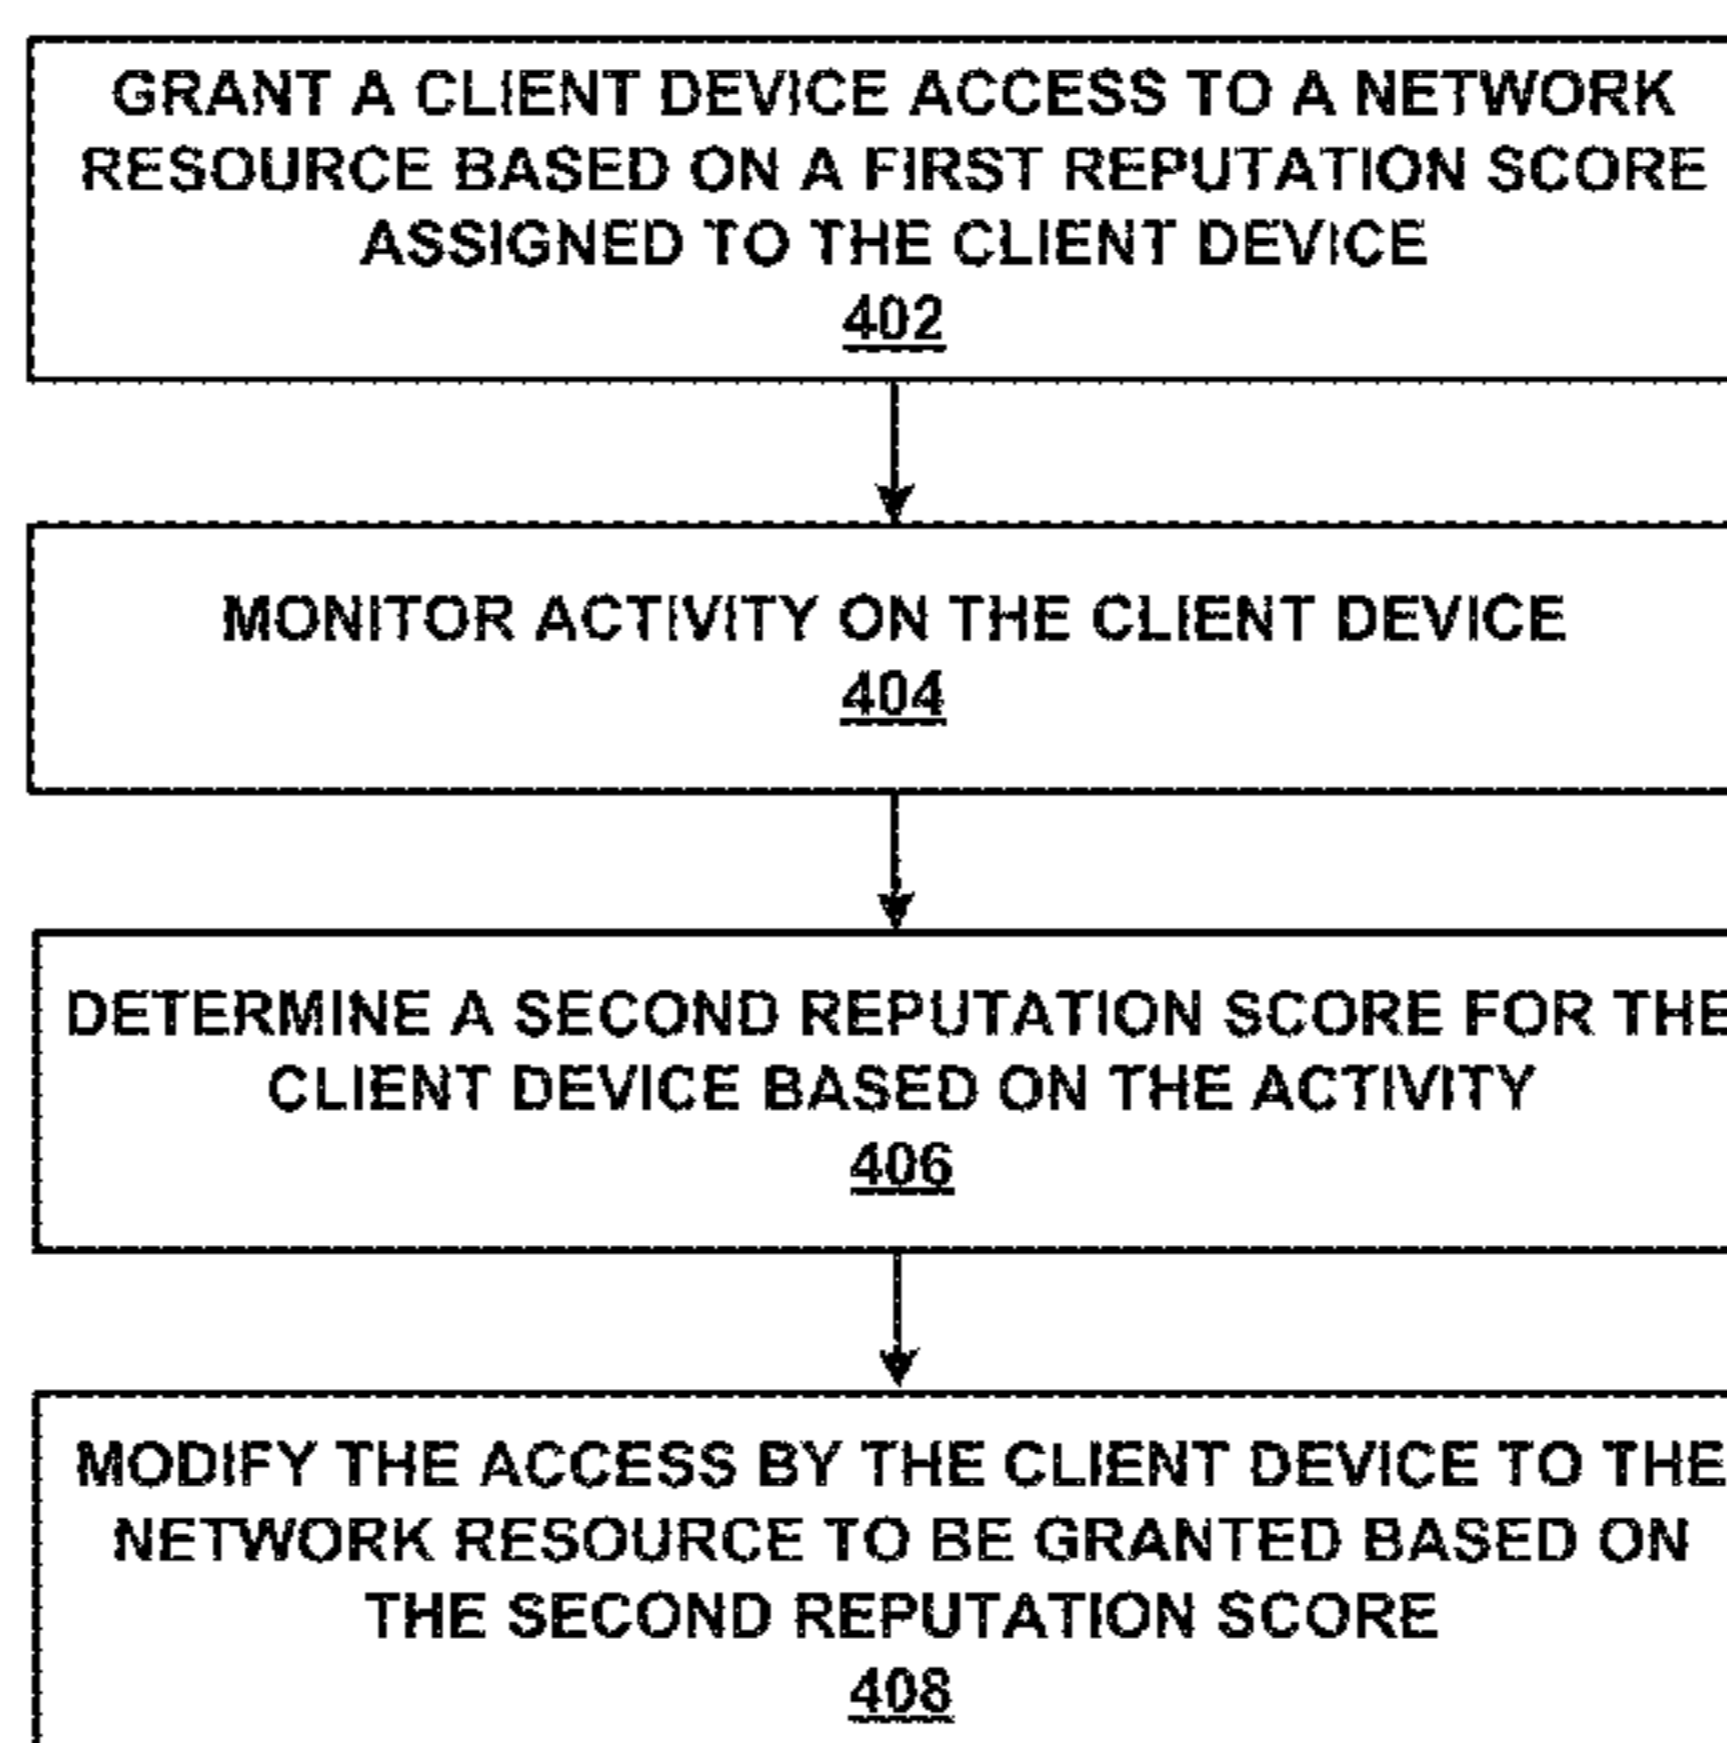 GRANT A CLIENT DEVICE ACCESS TO A NETWORK
RESOURCE BASED ON A FIRST REPUTATION SCORE
ASSIGNED TO THE CLIENT DEVICE
402
MONITOR ACTIVITY ON THE CLIENT DEVICE
404
DETERMINE A SECOND REPUTATION SCORE FOR THE
CLIENT DEVICE BASED ON THE ACTIVITY
406
MODIFY THE ACCESS BY THE CLIENT DEVICE TO THE
NETWORK RESOURCE TO BE GRANTED BASED ON
THE SECOND REPUTATION SCORE
408